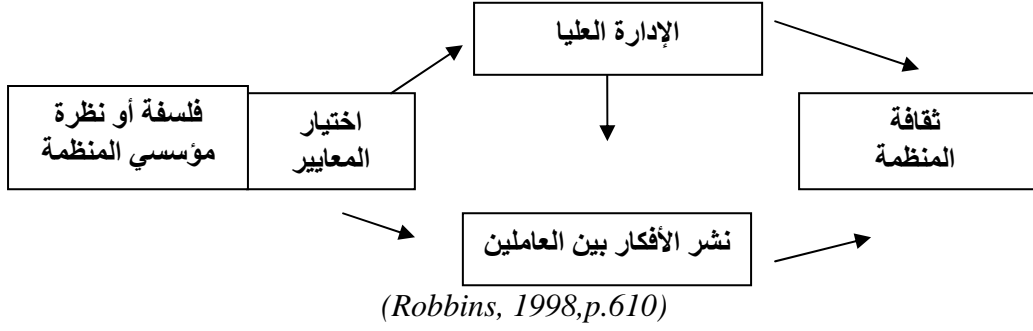 الإدارة العليا
فلسفة أو نظرة
مؤسسي المنظمة
اختيار
المعايير
ثقافة
المنظمة
نشر الأفكار بين العاملين
(Robbins, 1998,p.610)